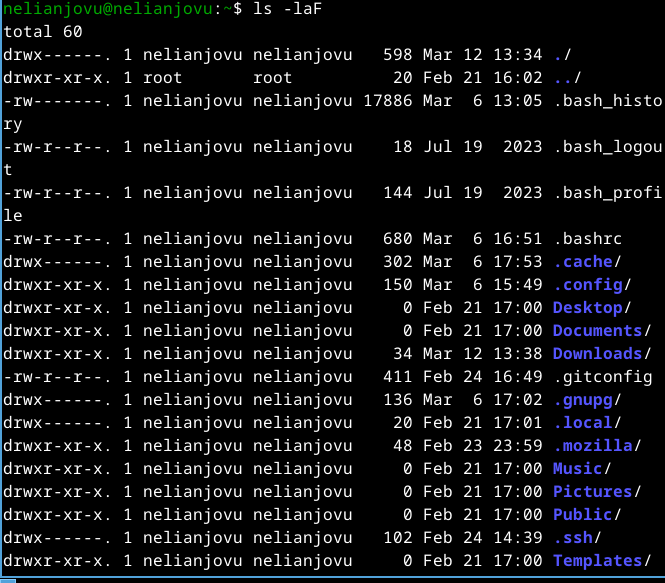 nelianjovu@nelianjovu:~$ ls -laF
total 60
drwx------. 1 nelianjovu nelianjovu   598 Mar 12 13:34 ./
drwxr-xr-x. 1 root       root          20 Feb 21 16:02 ../
-rw-------. 1 nelianjovu nelianjovu 17886 Mar  6 13:05 .bash_histo
ry
-rw-r--r--. 1 nelianjovu nelianjovu    18 Jul 19  2023 .bash_logou
t
-rw-r--r--. 1 nelianjovu nelianjovu   144 Jul 19  2023 .bash_profi
le
-rw-r--r--. 1 nelianjovu nelianjovu   680 Mar  6 16:51 .bashrc
drwx------. 1 nelianjovu nelianjovu   302 Mar  6 17:53 .cache/
drwxr-xr-x. 1 nelianjovu nelianjovu   150 Mar  6 15:49 .config/
drwxr-xr-x. 1 nelianjovu nelianjovu     0 Feb 21 17:00 Desktop/
drwxr-xr-x. 1 nelianjovu nelianjovu     0 Feb 21 17:00 Documents/
drwxr-xr-x. 1 nelianjovu nelianjovu    34 Mar 12 13:38 Downloads/
-rw-r--r--. 1 nelianjovu nelianjovu   411 Feb 24 16:49 .gitconfig
drwx------. 1 nelianjovu nelianjovu   136 Mar  6 17:02 .gnupg/
drwx------. 1 nelianjovu nelianjovu    20 Feb 21 17:01 .local/
drwxr-xr-x. 1 nelianjovu nelianjovu    48 Feb 23 23:59 .mozilla/
drwxr-xr-x. 1 nelianjovu nelianjovu     0 Feb 21 17:00 Music/
drwxr-xr-x. 1 nelianjovu nelianjovu     0 Feb 21 17:00 Pictures/
drwxr-xr-x. 1 nelianjovu nelianjovu     0 Feb 21 17:00 Public/
drwx------. 1 nelianjovu nelianjovu   102 Feb 24 14:39 .ssh/
drwxr-xr-x. 1 nelianjovu nelianjovu     0 Feb 21 17:00 Templates/